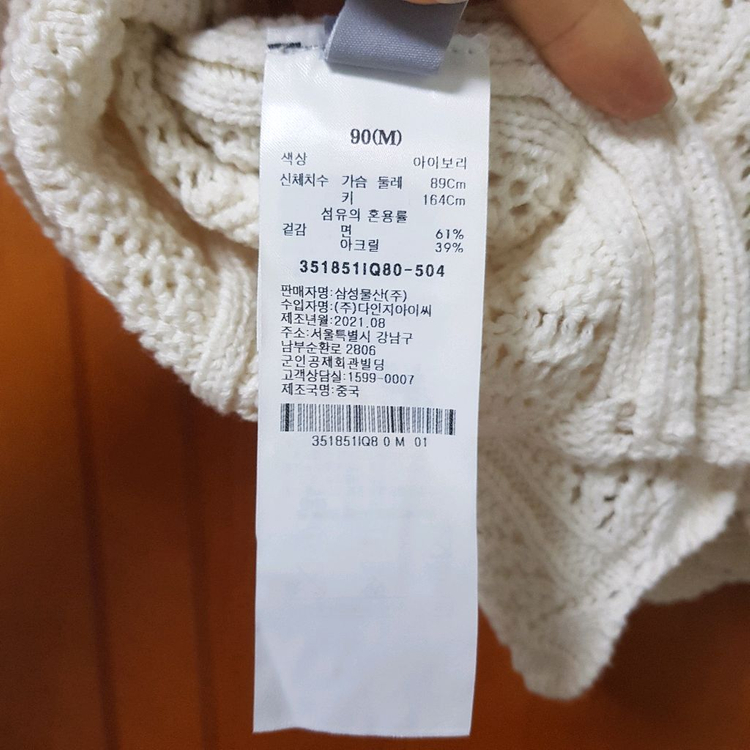 90(M)
색상 아이보리
신체치수 가슴 둘레 89Cm
키 164Cm
섬유의 혼용률
겉감 면 61%
아크릴 39%
351851IQ80-504
판매자명:삼성물산(주)
수입자명:(주)다인지아이씨
제조년월:2021.08
주소:서울특별시 강남구
남부순환로 2806
군인공제회관빌딩
고객상담실:1599-0007
제조국명:중국
351851IQ8 0 M 01